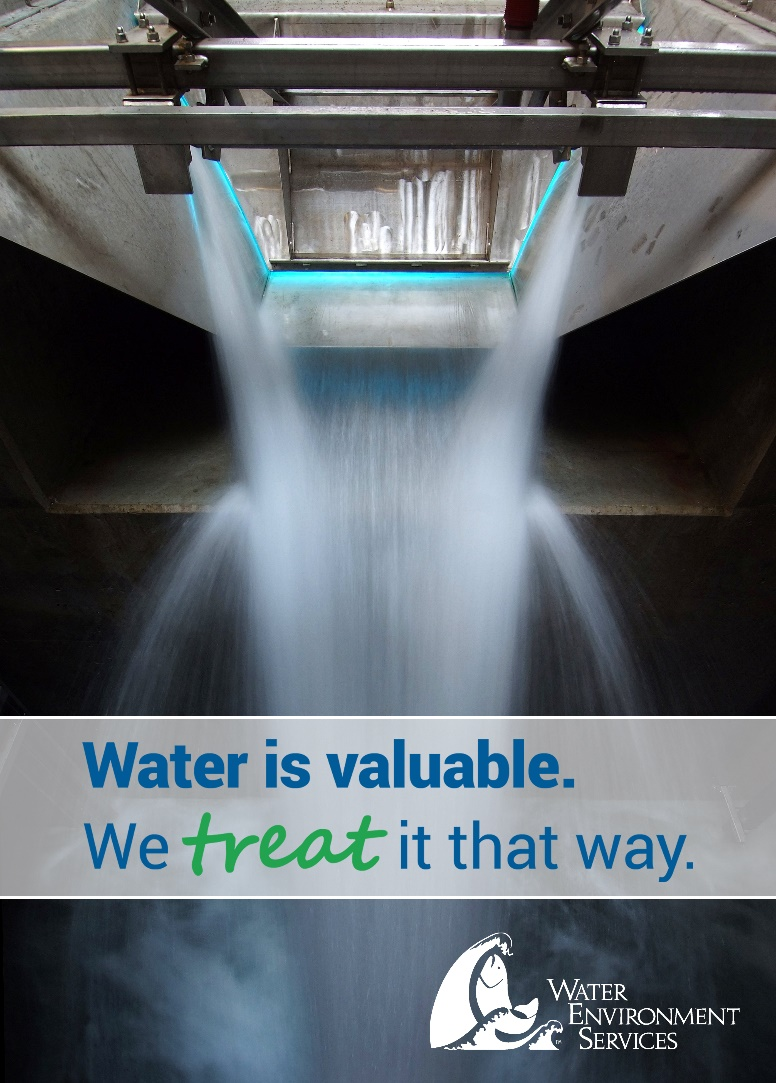 Water is valuable.
We treat it that way.
WATER
ENVIRONMENT
SERVICES